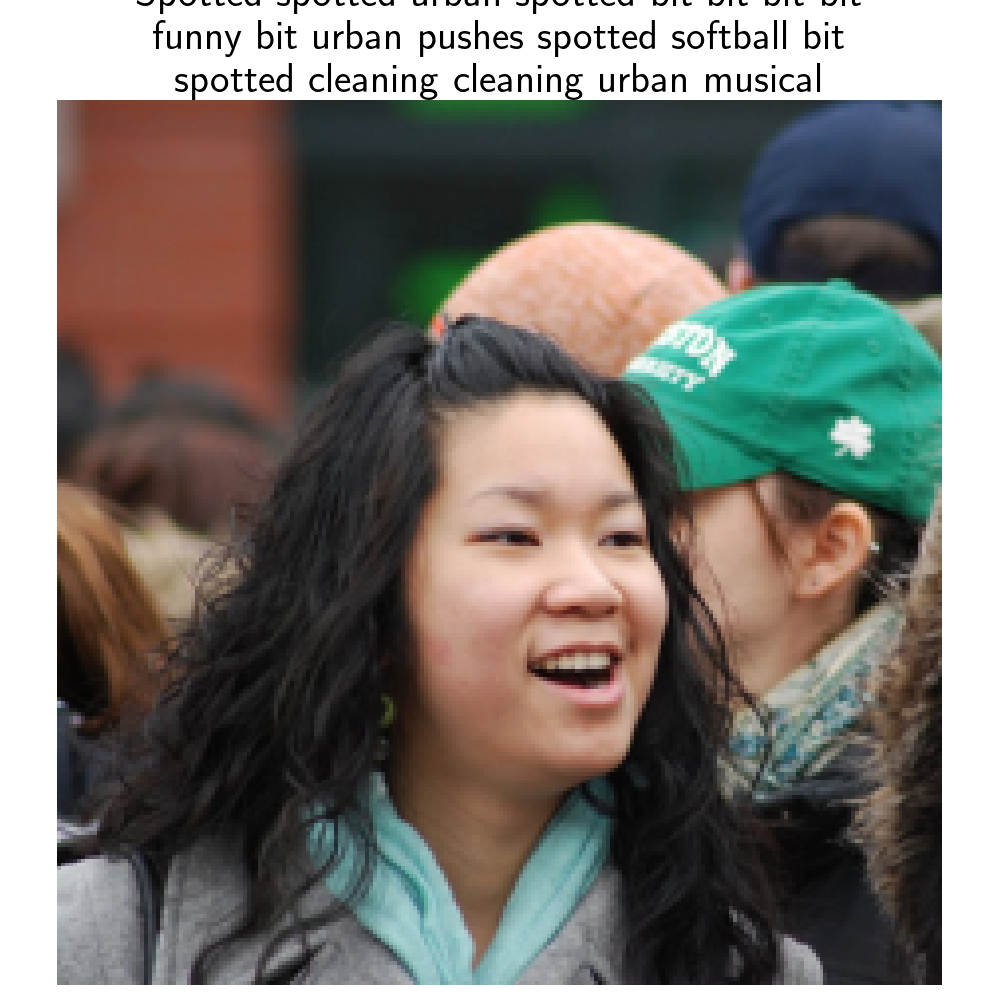 Spotted spotted urban spotted bit bit bit bit
funny bit urban pushes spotted softball bit
spotted cleaning cleaning urban musical